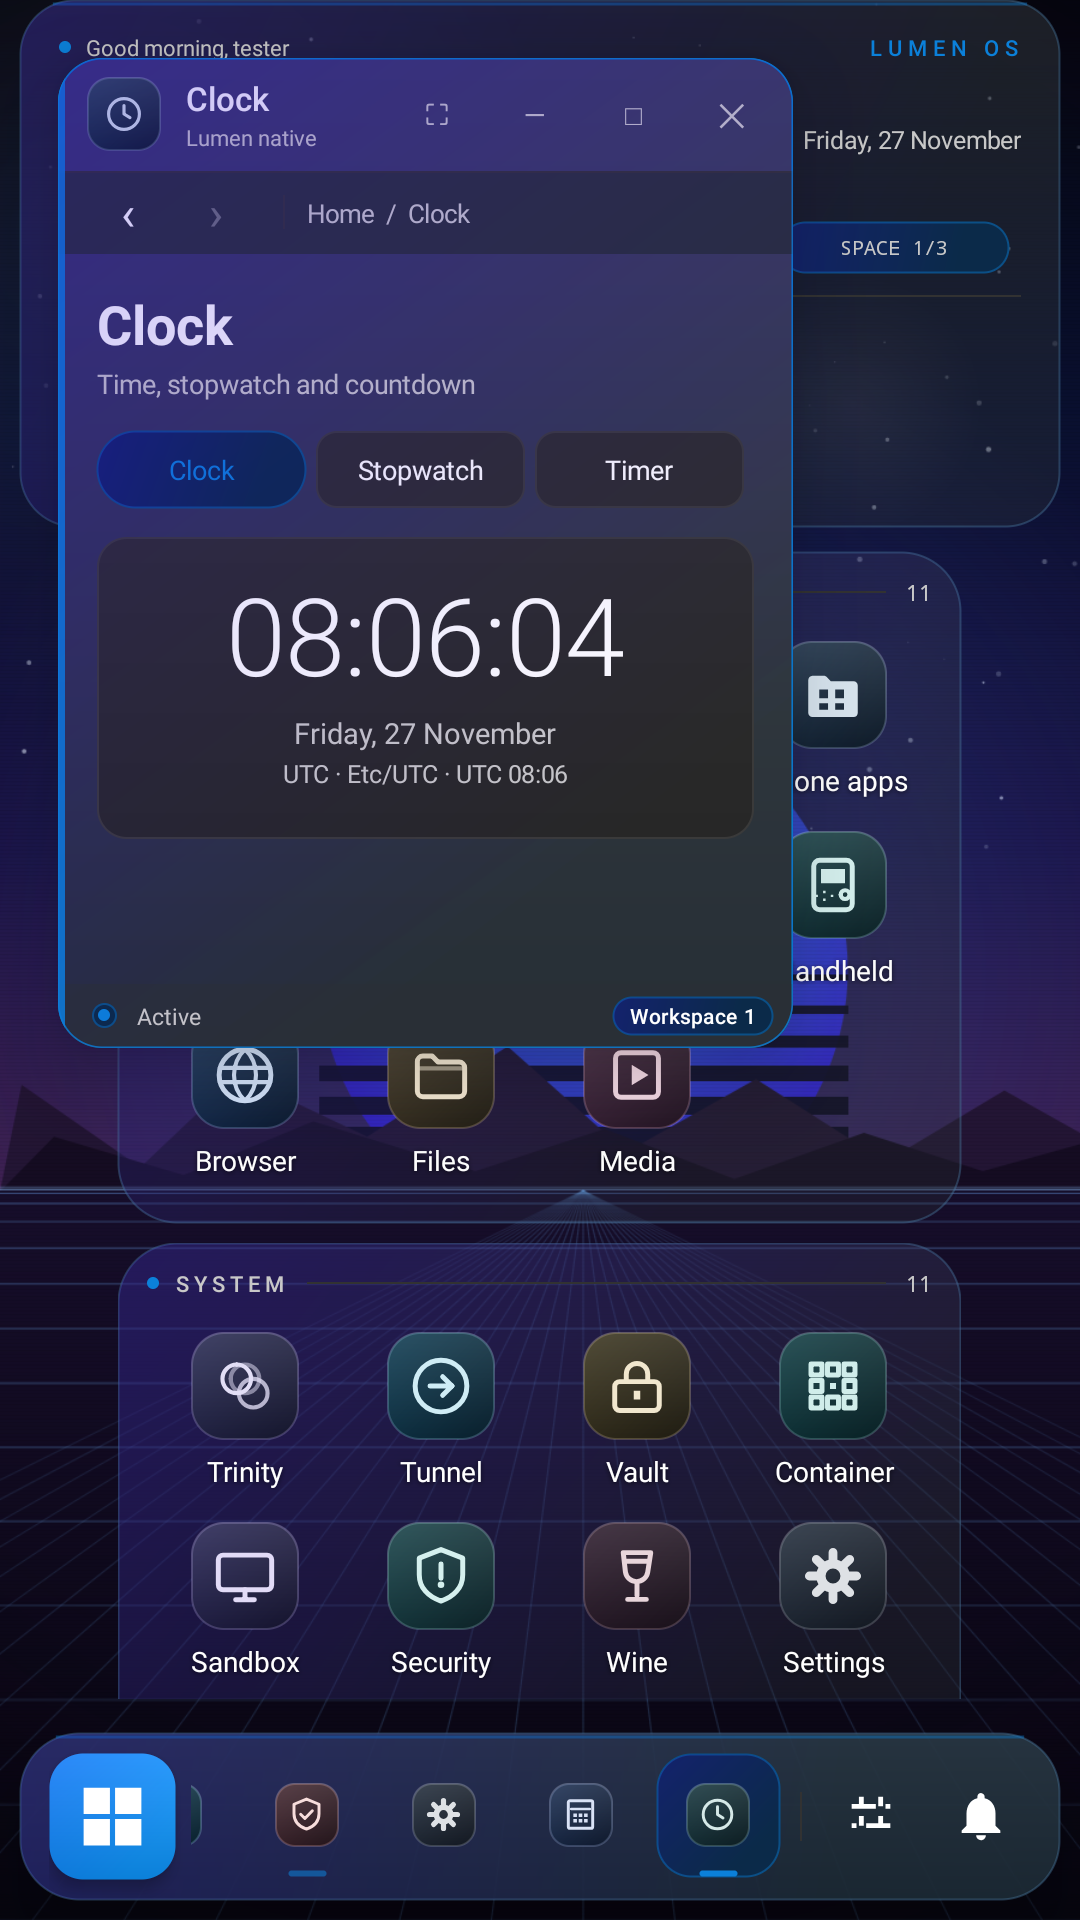 Good morning, tester
LUMEN OS
Clock
Lumen native
Friday, 27 November
Home / Clock
SPACE 1/3
Clock
Time, stopwatch and countdown
Clock
Stopwatch
Timer
08:06:04
Friday, 27 November
UTC · Etc/UTC · UTC 08:06
11
one apps
andheld
Active
Workspace 1
Browser
Files
Media
SYSTEM
11
Trinity
Tunnel
Vault
Container
Sandbox
Security
Wine
Settings